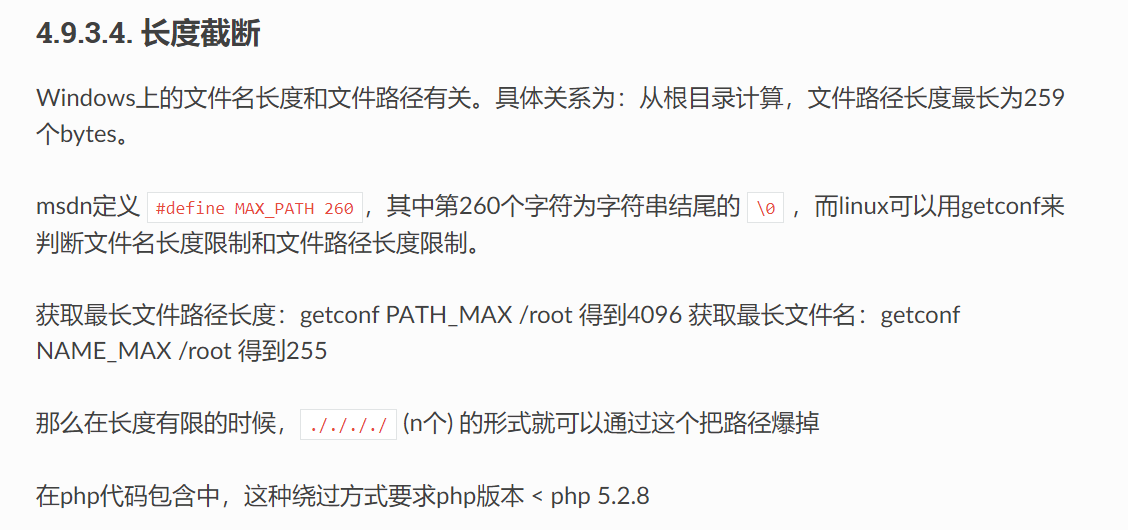 4.9.3.4. 长度截断
Windows上的文件名长度和文件路径有关。具体关系为：从根目录计算，文件路径长度最长为259
个bytes。
msdn定义 #define MAX_PATH 260 ，其中第260个字符为字符串结尾的 \0 ，而linux可以用getconf来
判断文件名长度限制和文件路径长度限制。
获取最长文件路径长度：getconf PATH_MAX /root 得到4096 获取最长文件名：getconf
NAME_MAX /root 得到255
那么在长度有限的时候， ././././ (n个) 的形式就可以通过这个把路径爆掉
在php代码包含中，这种绕过方式要求php版本 < php 5.2.8